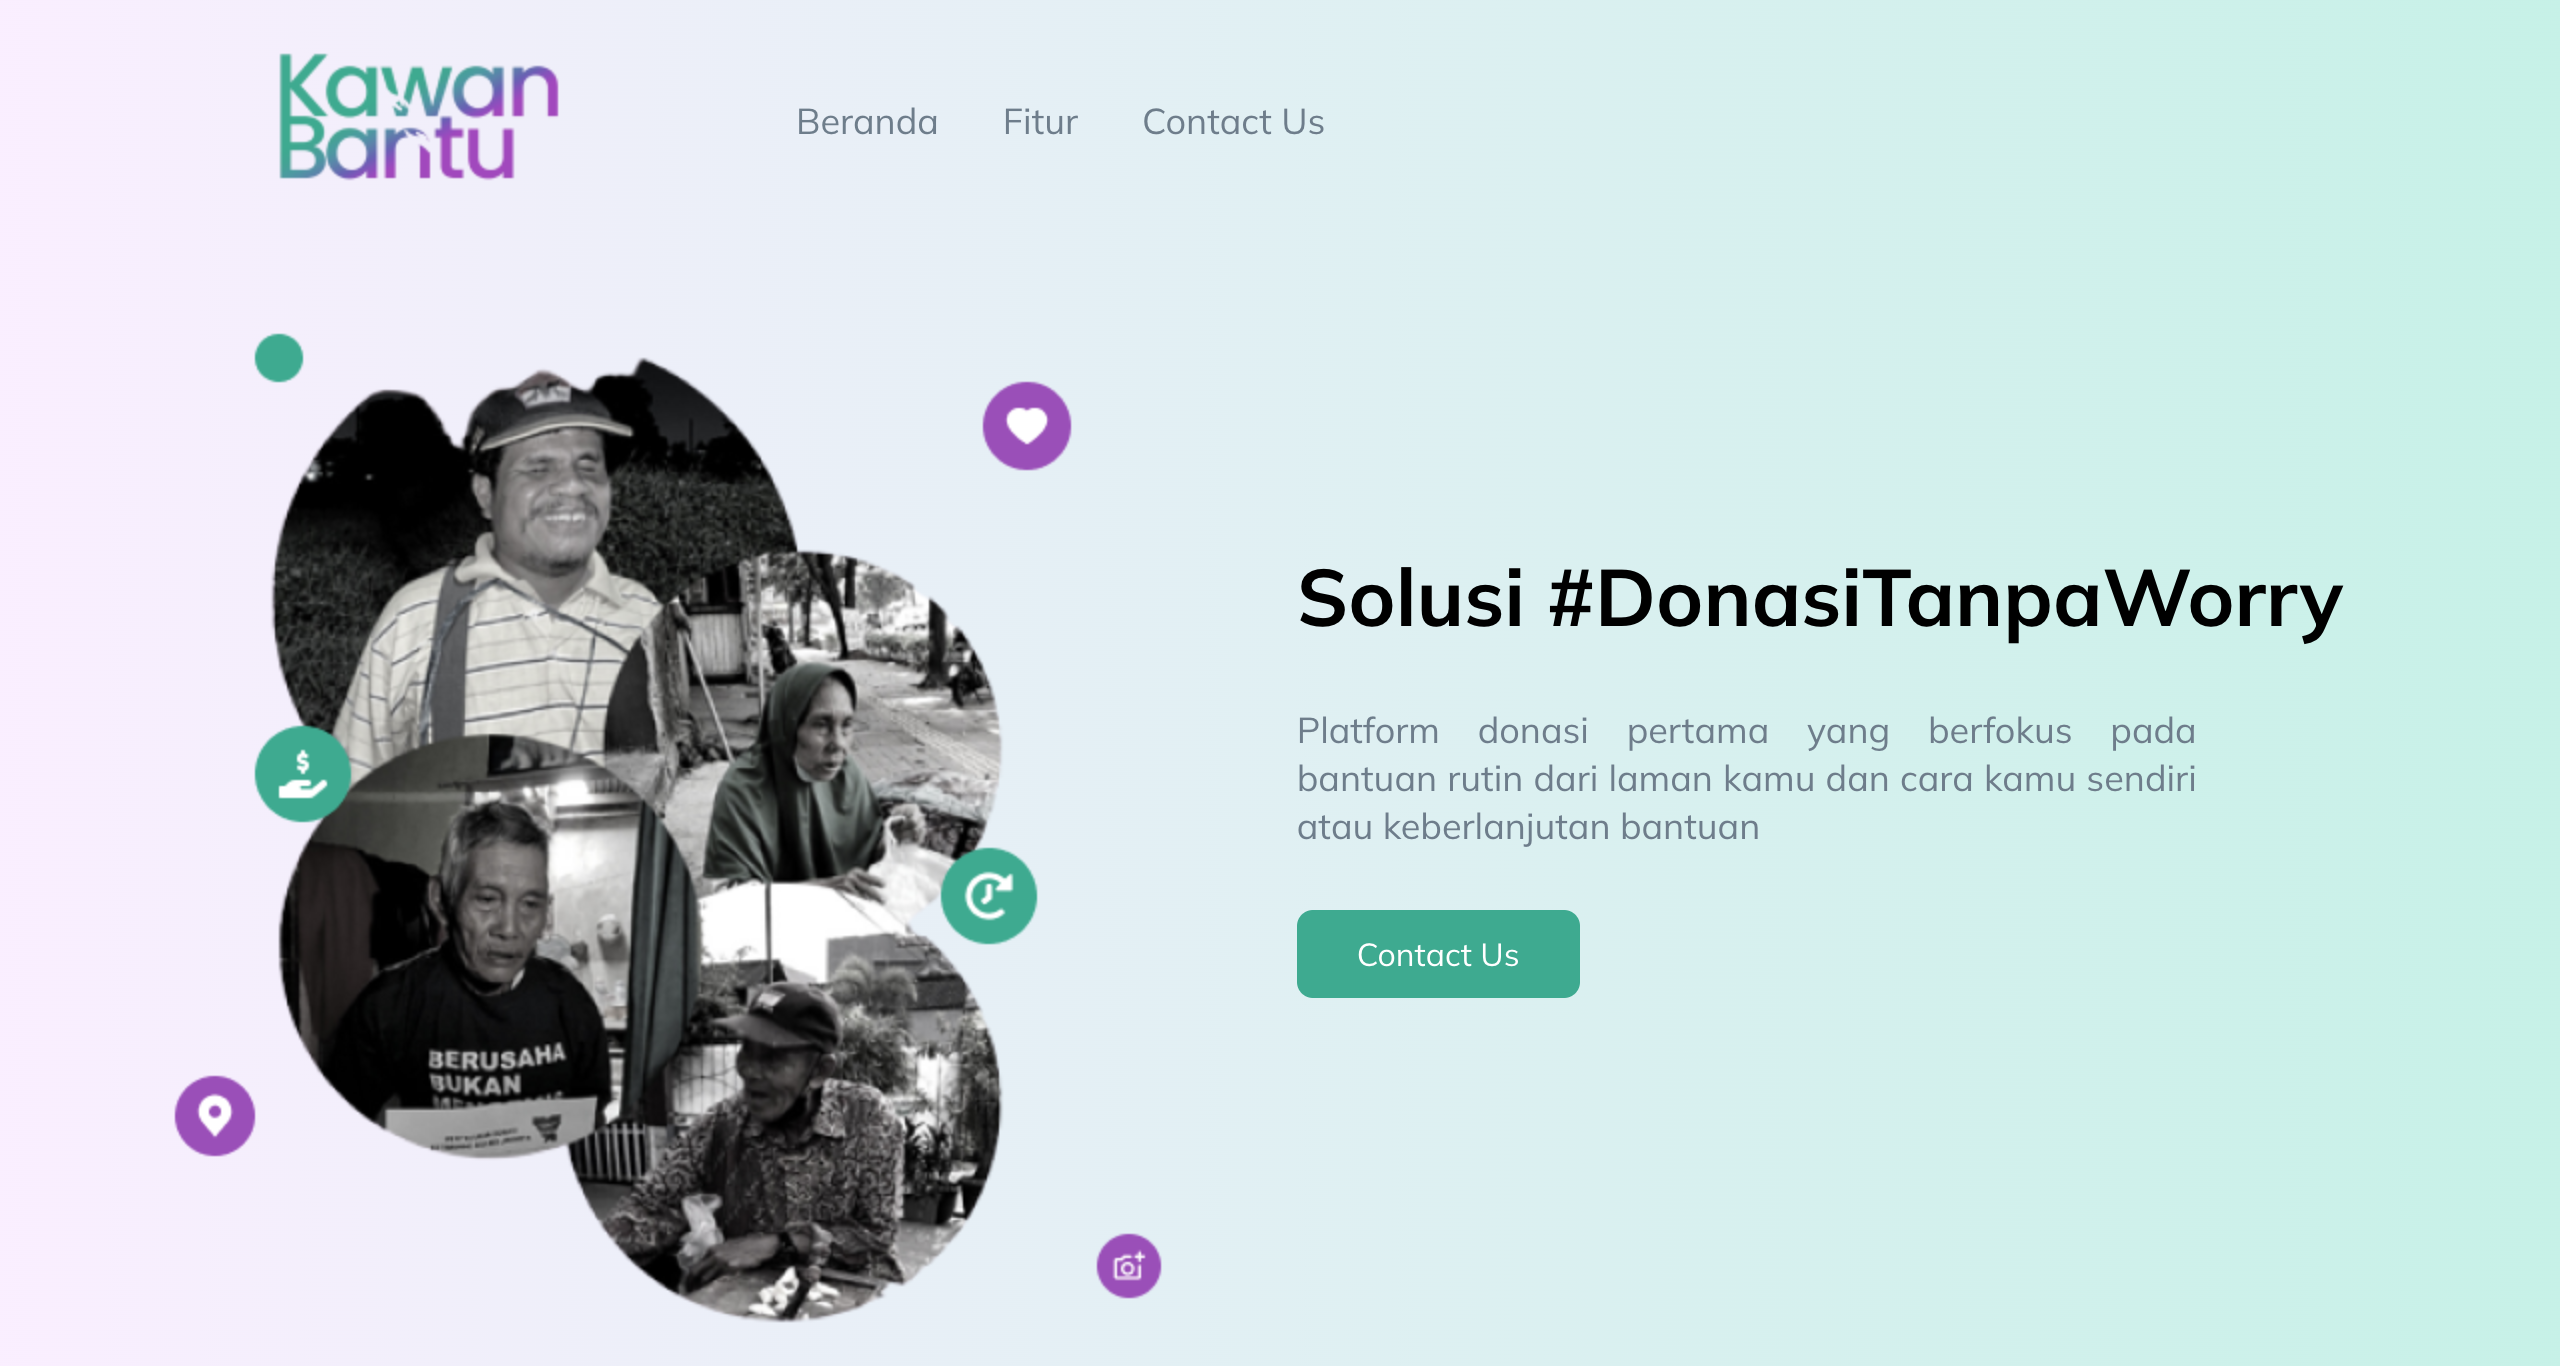 Kawan
Bantu
Beranda
Fitur
Contact Us
Solusi #DonasiTanpaWorry
Platform donasi pertama yang berfokus pada
bantuan rutin dari laman kamu dan cara kamu sendiri
atau keberlanjutan bantuan
Contact Us
BERUSAHA
BUKAN